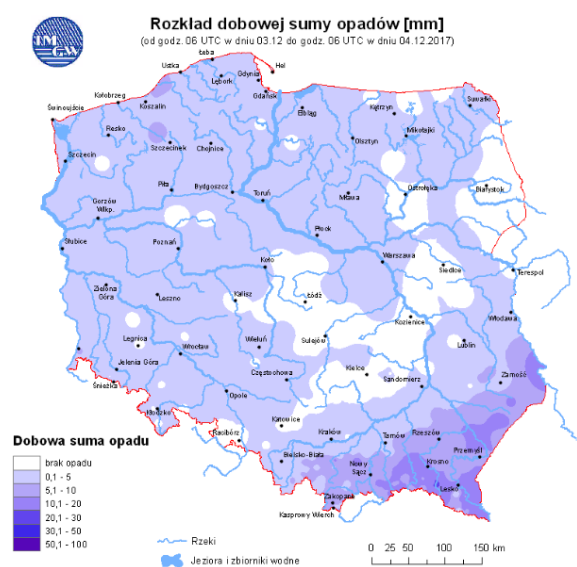 Rozkład dobowej sumy opadów [mm]
(od godz. 06 UTC w dniu 03.12 do godz. 06 UTC w dniu 04.12.2017)
IM
GW
Łeba
Ustka
Hel
Lębork
Gdynia
Gdańsk
Kołobrzeg
Koszalin
Świnoujście
Elbląg
Kętrzyn
Suwałki
Resko
Mikołajki
Olsztyn
Szczecinek
Chojnice
Szczecin
Piła
Bydgoszcz
Toruń
Mława
Ostrołęka
Białystok
Gorzów
Wlkp.
Płock
Słubice
Poznań
Koło
Warszawa
Siedlce
Terespol
Zielona
Góra
Leszno
Kalisz
Łódź
Kozienice
Włodawa
Legnica
Wrocław
Wieluń
Sulejów
Lublin
Jelenia Góra
Śnieżka
Częstochowa
Kielce
Sandomierz
Zamość
Kłodzko
Opole
Katowice
Racibórz
Kraków
Tarnów
Rzeszów
Bielsko-Biała
Nowy
Sącz
Krosno
Przemyśl
Lesko
Zakopane
Kasprowy Wierch
Dobowa suma opadu
brak opadu
0,1 - 5
5,1 - 10
10,1 - 20
20,1 - 30
30,1 - 50
50,1 - 100
Rzeki
Jeziora i zbiorniki wodne
0 25 50 100 150 km